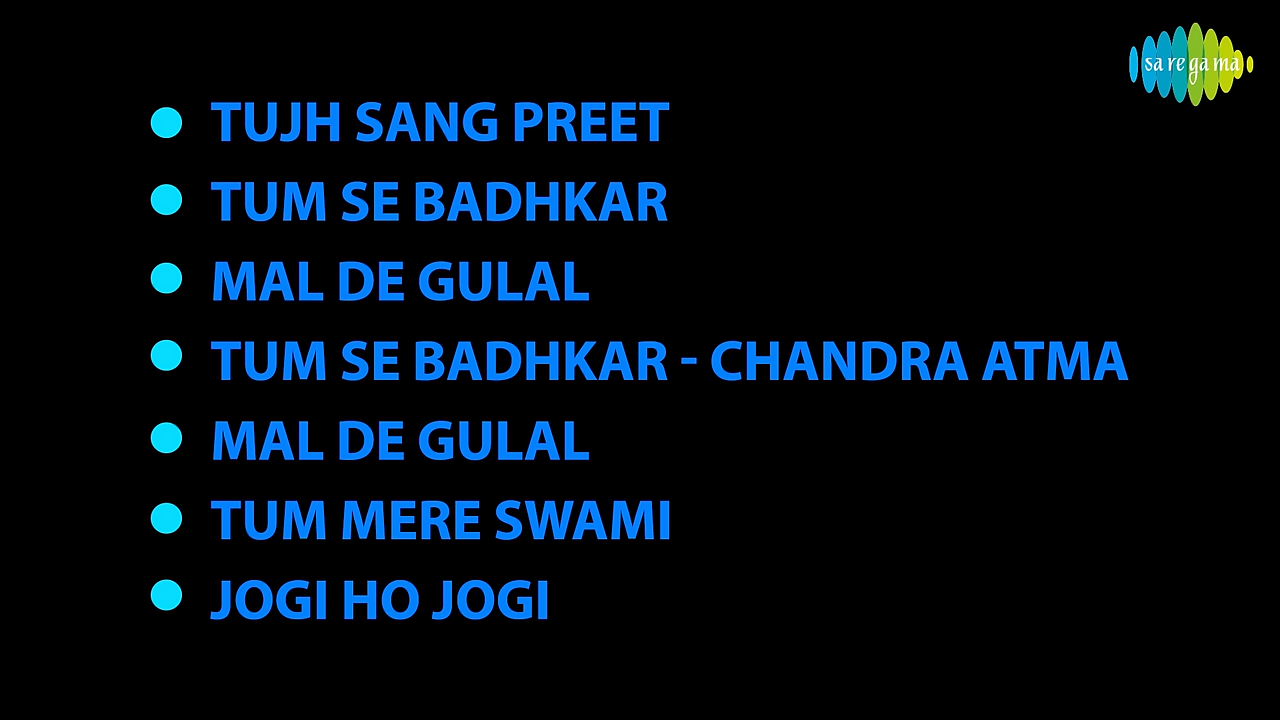 sa re ga ma
TUJH SANG PREET
TUM SE BADHKAR
MAL DE GULAL
TUM SE BADHKAR - CHANDRA ATMA
MAL DE GULAL
TUM MERE SWAMI
JOGI HO JOGI